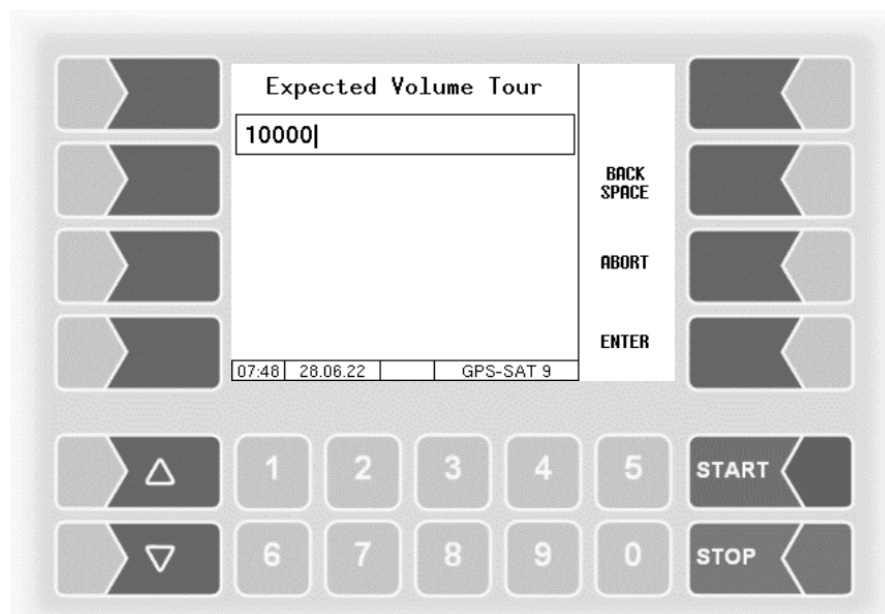 Expected Volume Tour
10000
BACK
SPACE
ABORT
ENTER
07:48 28.06.22 GPS-SAT 9
1 2 3 4 5 START
6 7 8 9 0 STOP